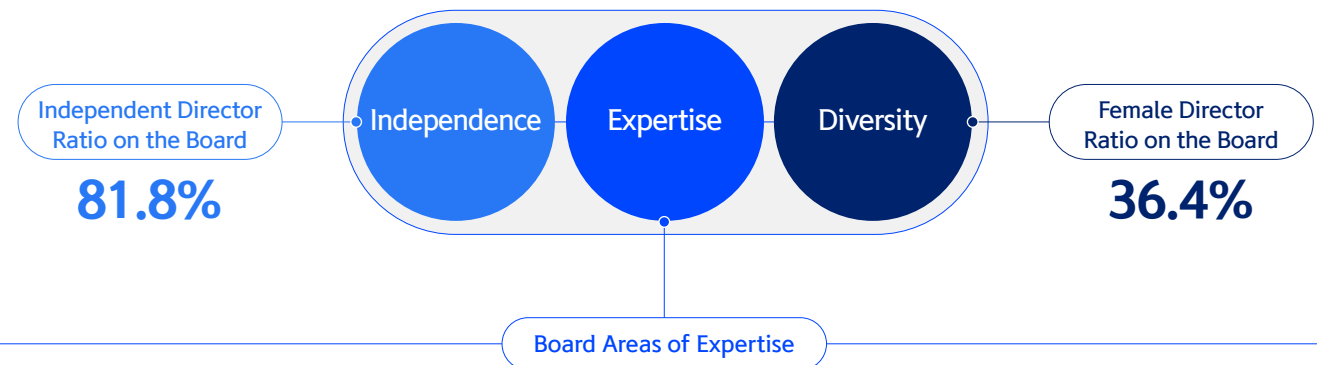 Independent Director
Ratio on the Board
81.8%
Independence
Expertise
Diversity
Female Director
Ratio on the Board
36.4%
Board Areas of Expertise